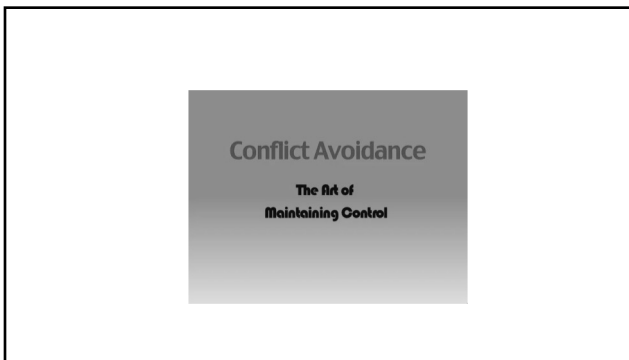 Conflict Avoidance
The Art of
Maintaining Control